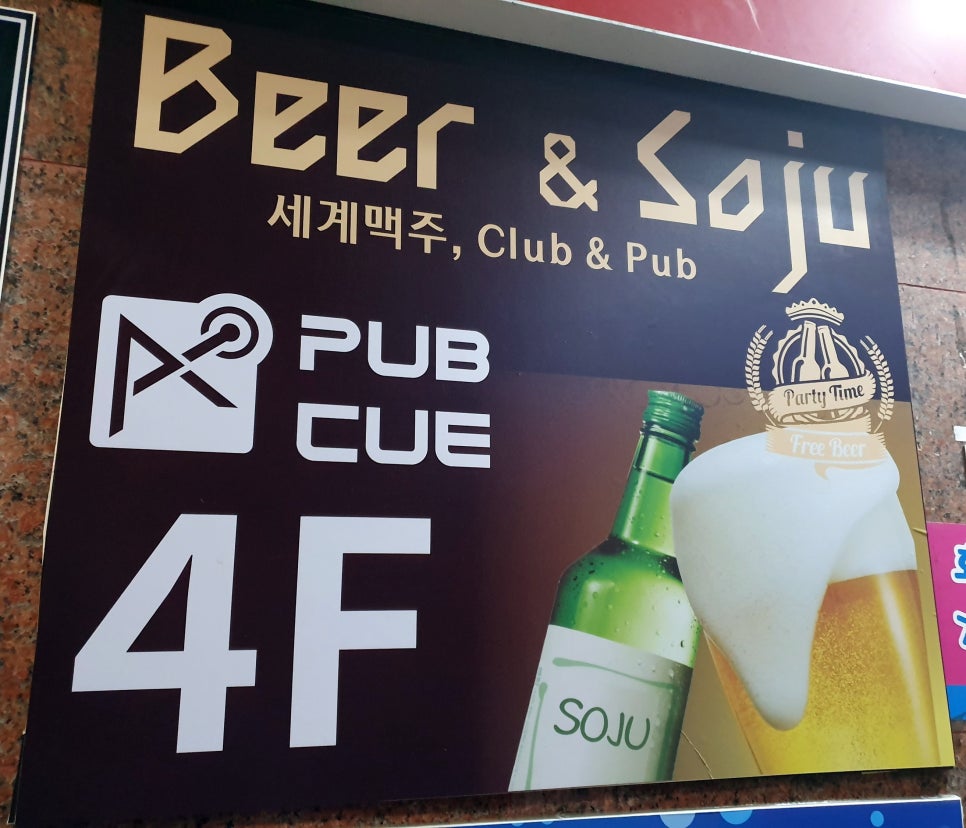 Beer & Soju
세계맥주, Club & Pub
PUB
CUE
4F
Party Time
Free Beer
SOJU